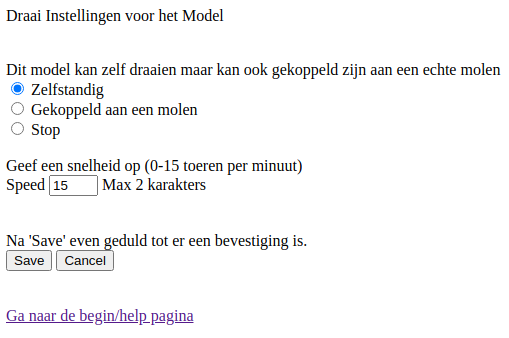 Draai Instellingen voor het Model
Dit model kan zelf draaien maar kan ook gekoppeld zijn aan een echte molen
Zelfstandig
Gekoppeld aan een molen
Stop
Geef een snelheid op (0-15 toeren per minuut)
Speed 15 Max 2 karakters
Na 'Save' even geduld tot er een bevestiging is.
Save Cancel
Ga naar de begin/help pagina